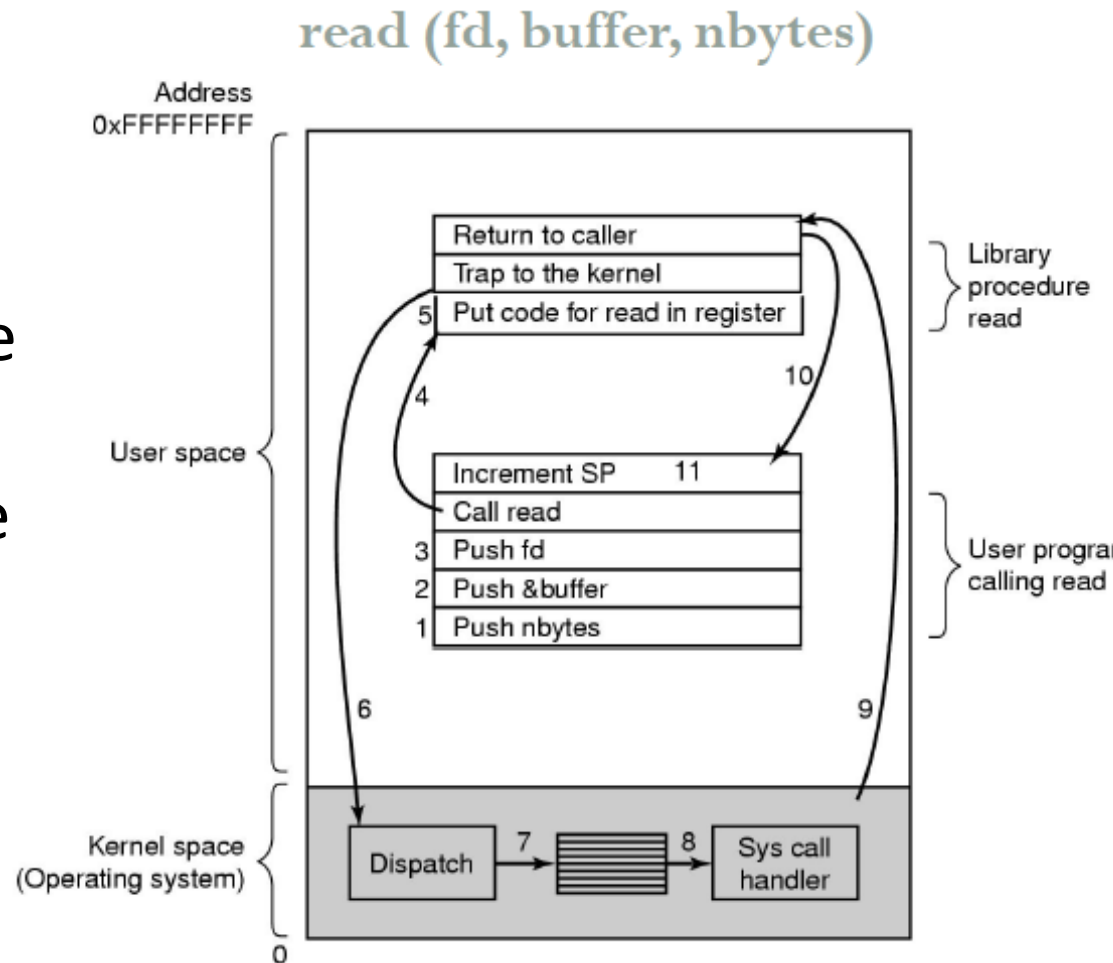 read (fd, buffer, nbytes)
Address
0xFFFFFFFF
Return to caller
Trap to the kernel
5 Put code for read in register
Library
procedure
read
4
10
User space
Increment SP 11
Call read
3 Push fd
2 Push &buffer
1 Push nbytes
User program
calling read
6
9
Kernel space
(Operating system)
Dispatch
7
8
Sys call
handler
0
e
e